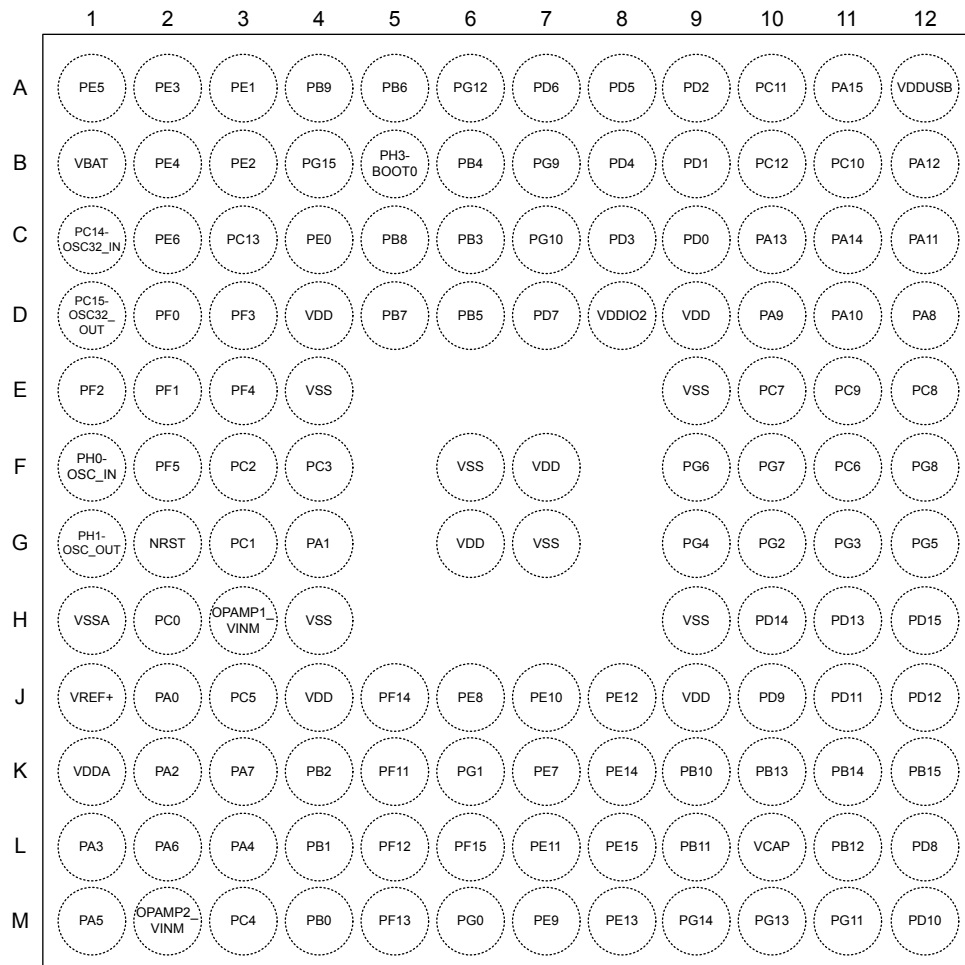 1 2 3 4 5 6 7 8 9 10 11 12
A PE5 PE3 PE1 PB9 PB6 PG12 PD6 PD5 PD2 PC11 PA15 VDDUSB
B VBAT PE4 PE2 PG15 PH3-BOOT0 PB4 PG9 PD4 PD1 PC12 PC10 PA12
C PC14-OSC32_IN PE6 PC13 PE0 PB8 PB3 PG10 PD3 PD0 PA13 PA14 PA11
D PC15-OSC32_OUT PF0 PF3 VDD PB7 PB5 PD7 VDDIO2 VDD PA9 PA10 PA8
E PF2 PF1 PF4 VSS VSS PC7 PC9 PC8
F PH0-OSC_IN PF5 PC2 PC3 VSS VDD PG6 PG7 PC6 PG8
G PH1-OSC_OUT NRST PC1 PA1 VDD VSS PG4 PG2 PG3 PG5
H VSSA PC0 OPAMP1_VINM VSS VSS PD14 PD13 PD15
J VREF+ PA0 PC5 VDD PF14 PE8 PE10 PE12 VDD PD9 PD11 PD12
K VDDA PA2 PA7 PB2 PF11 PG1 PE7 PE14 PB10 PB13 PB14 PB15
L PA3 PA6 PA4 PB1 PF12 PF15 PE11 PE15 PB11 VCAP PB12 PD8
M PA5 OPAMP2_VINM PC4 PB0 PF13 PG0 PE9 PE13 PG14 PG13 PG11 PD10